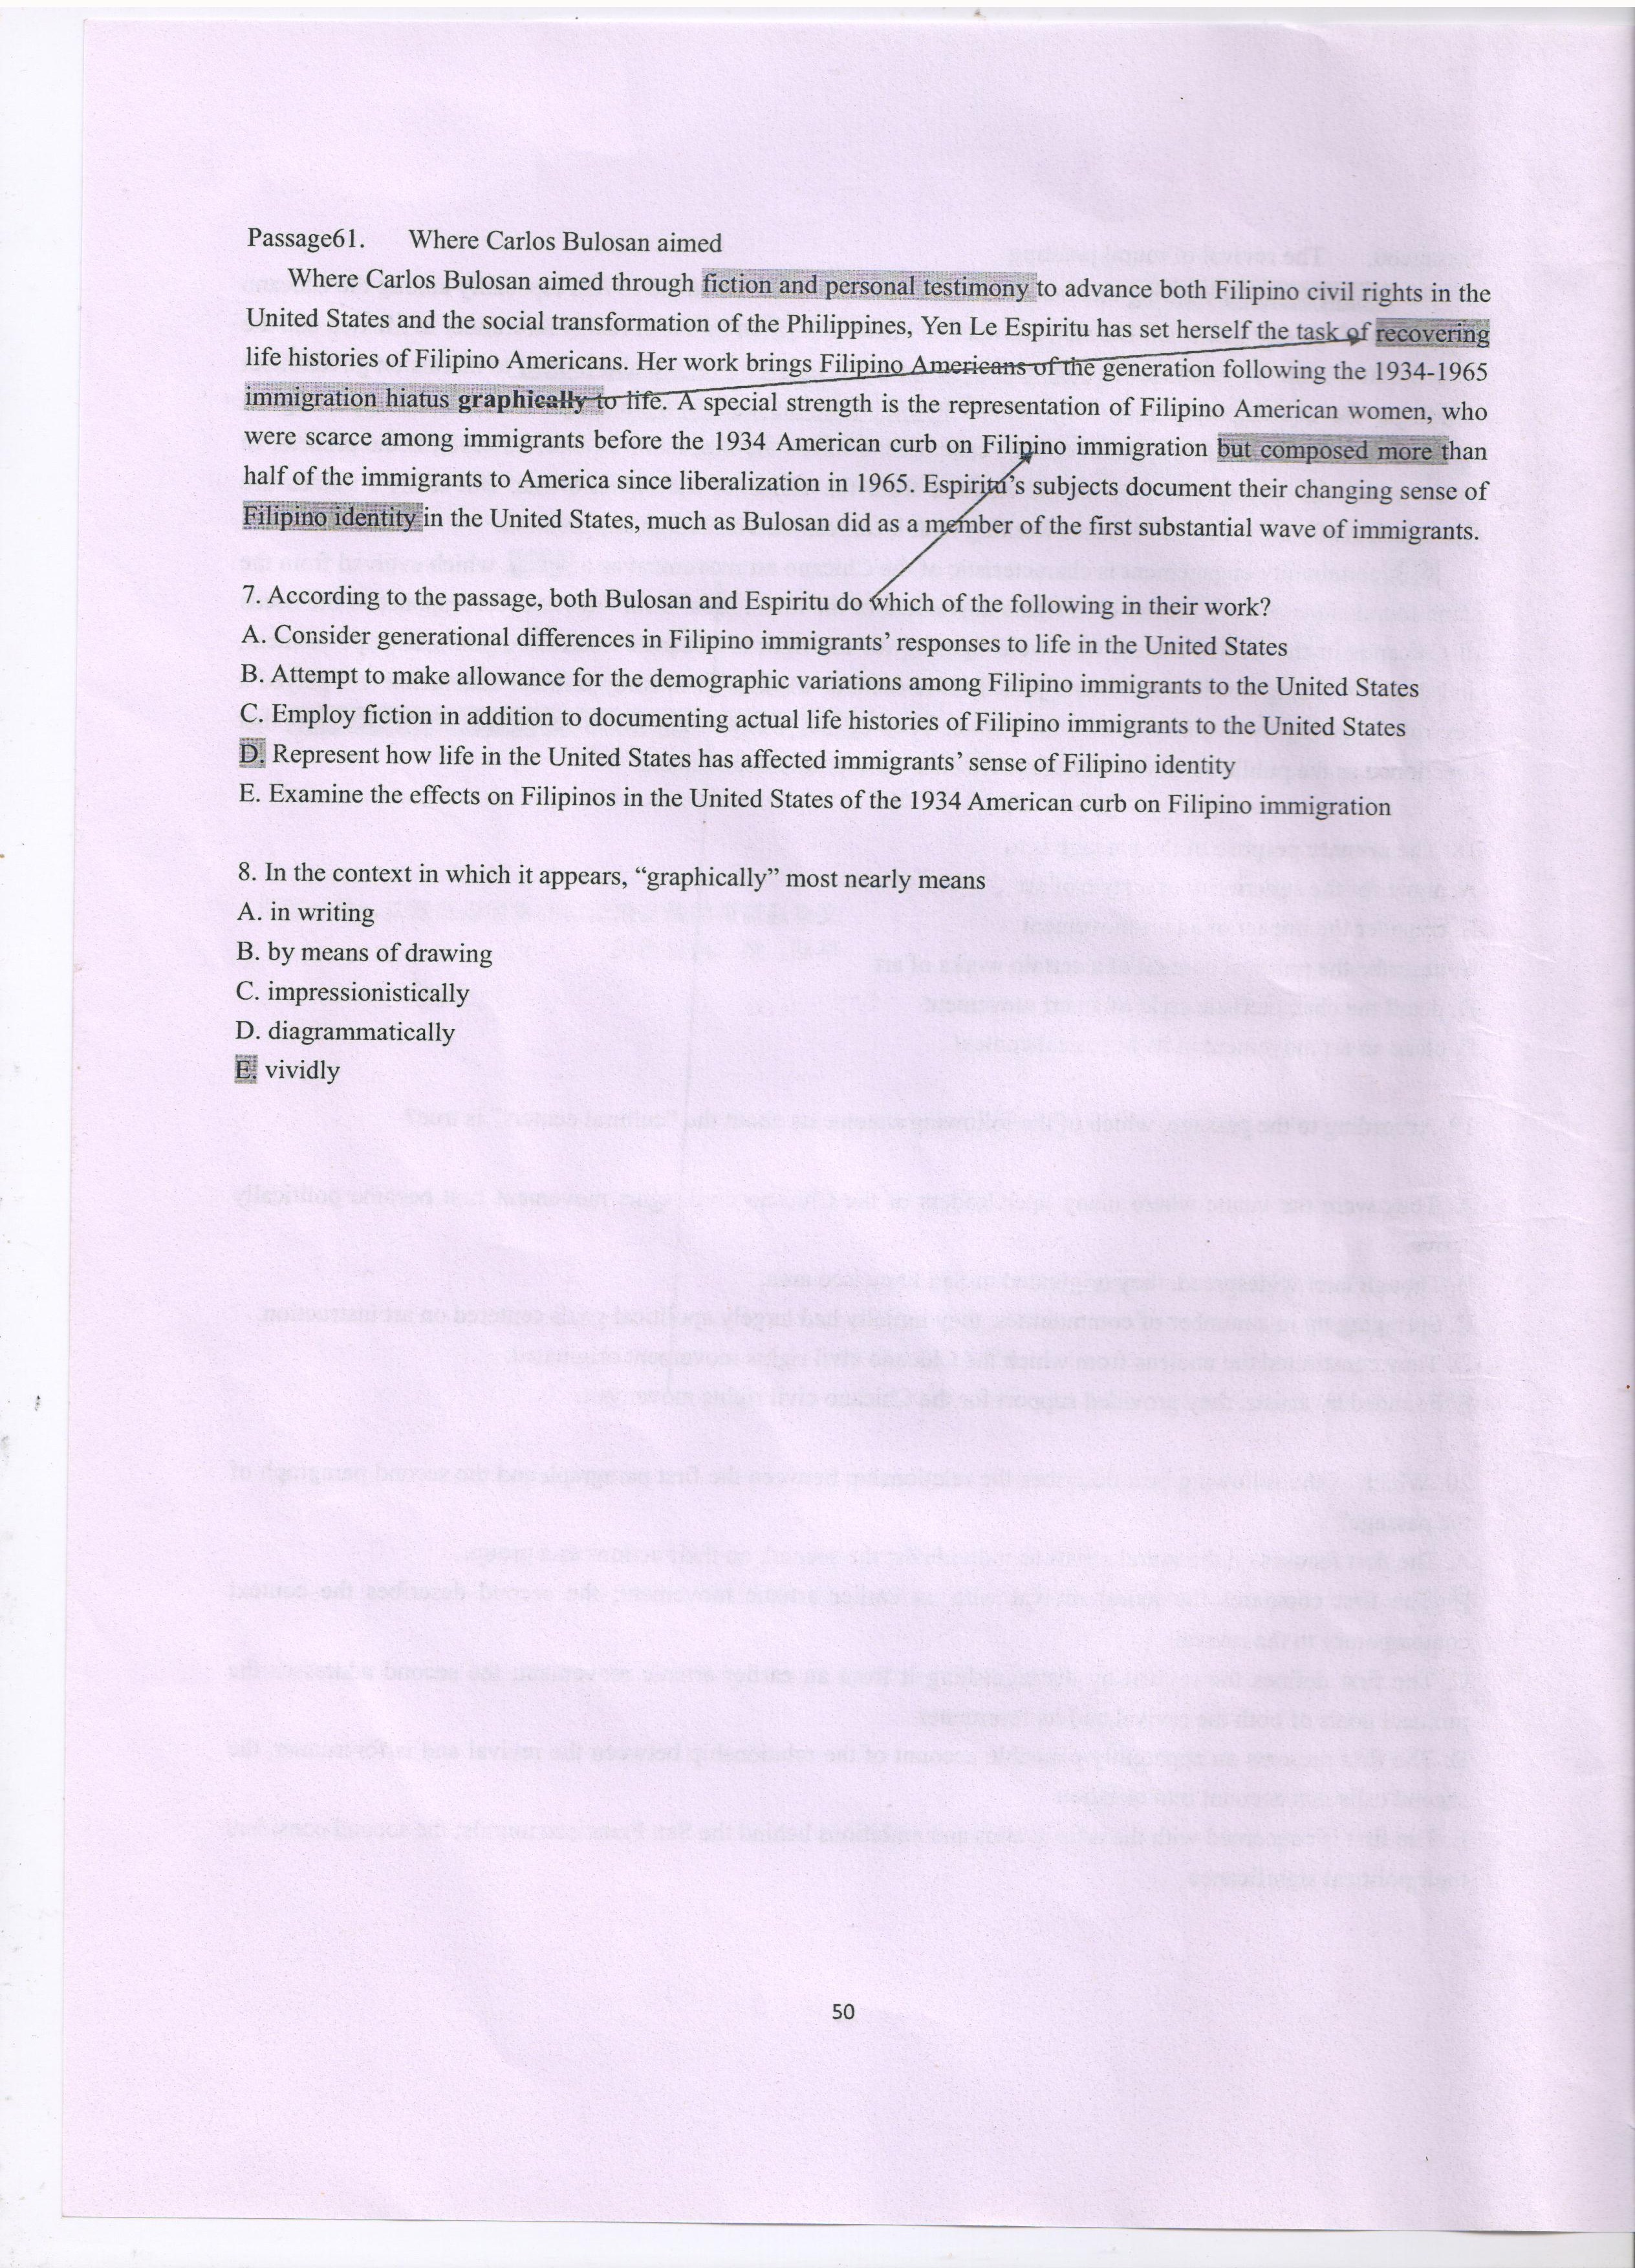 Passage61. Where Carlos Bulosan aimed
Where Carlos Bulosan aimed through fiction and personal testimony to advance both Filipino civil rights in the
United States and the social transformation of the Philippines, Yen Le Espiritu has set herself the task of recovering
life histories of Filipino Americans. Her work brings Filipino Americans of the generation following the 1934-1965
immigration hiatus graphically to life. A special strength is the representation of Filipino American women, who
were scarce among immigrants before the 1934 American curb on Filipino immigration but composed more than
half of the immigrants to America since liberalization in 1965. Espiritu's subjects document their changing sense of
Filipino identity in the United States, much as Bulosan did as a member of the first substantial wave of immigrants.
7. According to the passage, both Bulosan and Espiritu do which of the following in their work?
A. Consider generational differences in Filipino immigrants' responses to life in the United States
B. Attempt to make allowance for the demographic variations among Filipino immigrants to the United States
C. Employ fiction in addition to documenting actual life histories of Filipino immigrants to the United States
D. Represent how life in the United States has affected immigrants' sense of Filipino identity
E. Examine the effects on Filipinos in the United States of the 1934 American curb on Filipino immigration
8. In the context in which it appears, “graphically” most nearly means
A. in writing
B. by means of drawing
C. impressionistically
D. diagrammatically
E. vividly
50